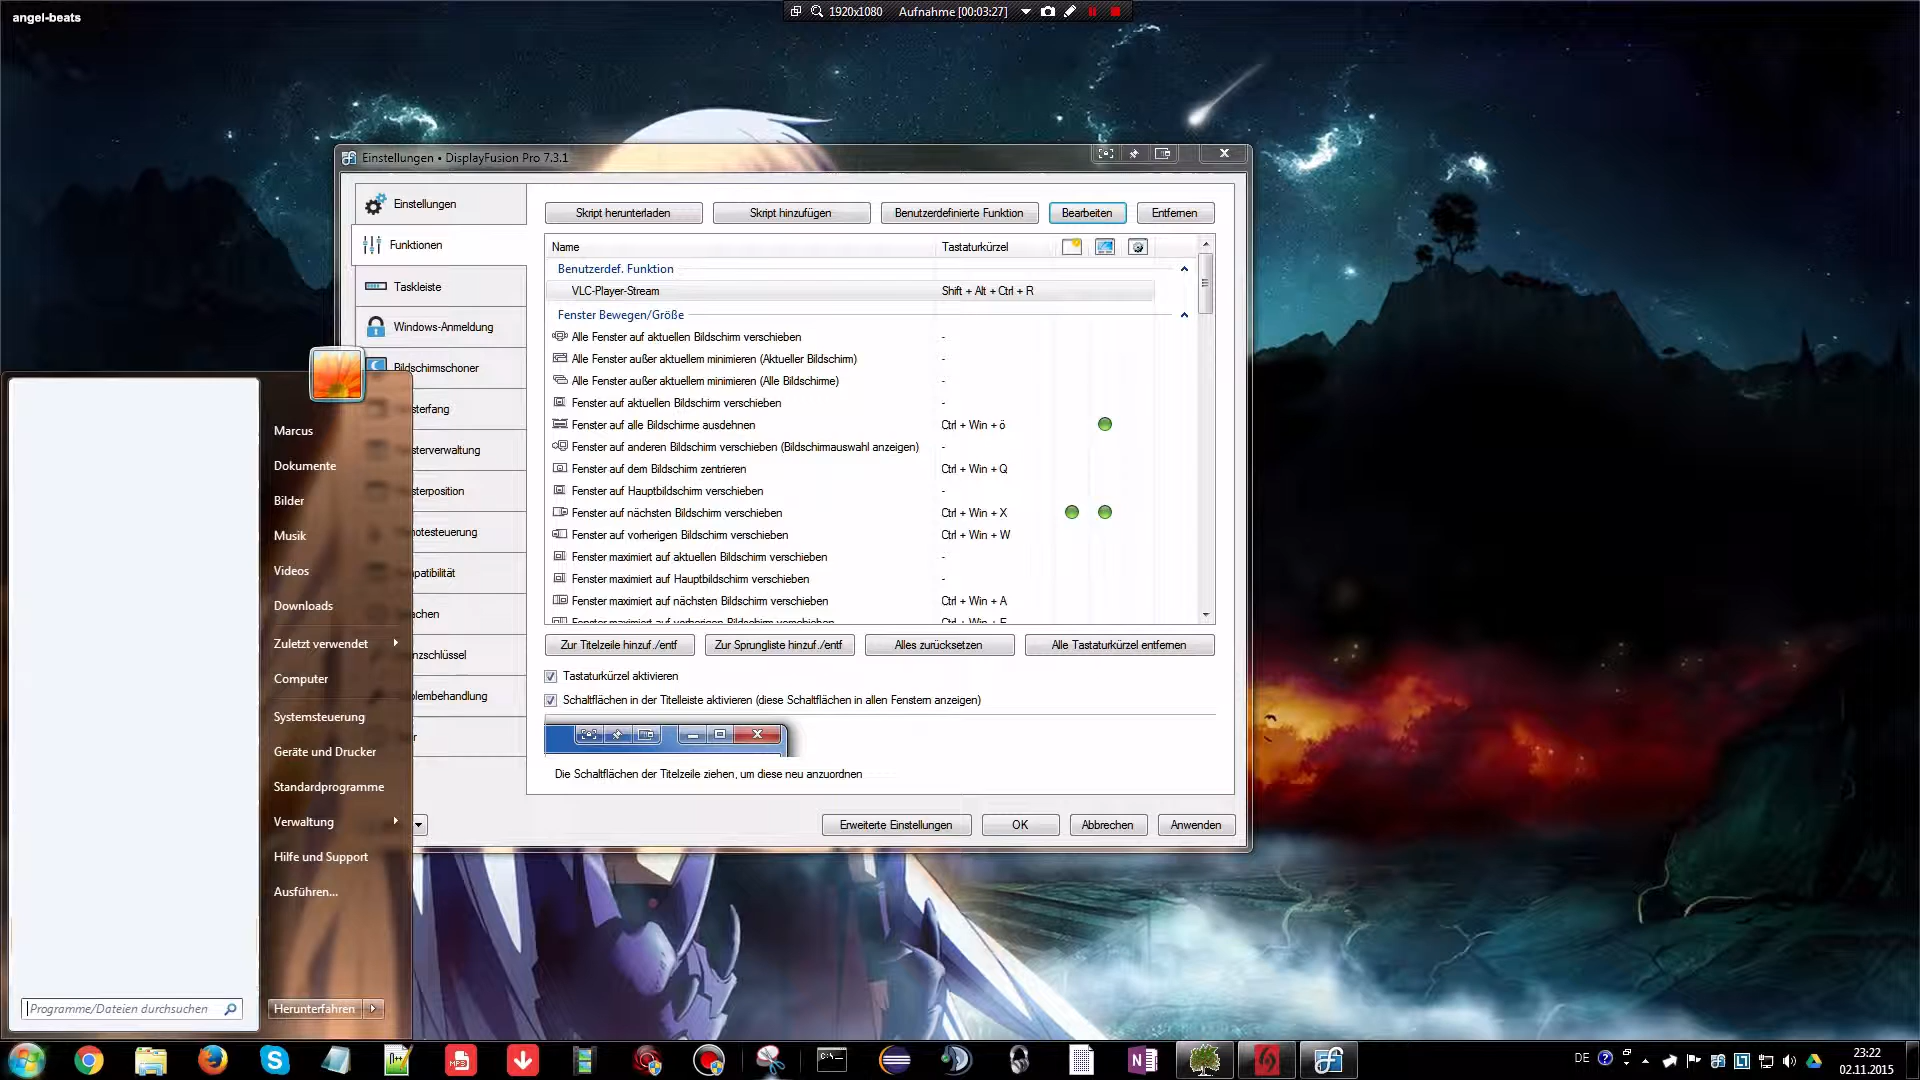 angel-beats
1920x1080 Aufnahme [00:03:27]
Einstellungen • DisplayFusion Pro 7.3.1
Einstellungen
Funktionen
Taskleiste
Windows-Anmeldung
Bildschirmschoner
sterfang
sterverwaltung
sterposition
notesteuerung
patibilität
achen
nzschlüssel
blembehandlung
Skript herunterladen
Skript hinzufügen
Benutzerdefinierte Funktion
Bearbeiten
Entfernen
Name Tastaturkürzel
Benutzerdef. Funktion
VLC-Player-Stream Shift + Alt + Ctrl + R
Fenster Bewegen/Größe
Alle Fenster auf aktuellen Bildschirm verschieben -
Alle Fenster außer aktuellem minimieren (Aktueller Bildschirm) -
Alle Fenster außer aktuellem minimieren (Alle Bildschirme) -
Fenster auf aktuellen Bildschirm verschieben -
Fenster auf alle Bildschirme ausdehnen Ctrl + Win + ö
Fenster auf anderen Bildschirm verschieben (Bildschirmauswahl anzeigen) -
Fenster auf dem Bildschirm zentrieren Ctrl + Win + Q
Fenster auf Hauptbildschirm verschieben -
Fenster auf nächsten Bildschirm verschieben Ctrl + Win + X
Fenster auf vorherigen Bildschirm verschieben Ctrl + Win + W
Fenster maximiert auf aktuellen Bildschirm verschieben -
Fenster maximiert auf Hauptbildschirm verschieben -
Fenster maximiert auf nächsten Bildschirm verschieben Ctrl + Win + A
Zur Titelzeile hinzuf./entf
Zur Sprungliste hinzuf./entf
Alles zurücksetzen
Alle Tastaturkürzel entfernen
Tastaturkürzel aktivieren
Schaltflächen in der Titelleiste aktivieren (diese Schaltflächen in allen Fenstern anzeigen)
Die Schaltflächen der Titelzeile ziehen, um diese neu anzuordnen
Erweiterte Einstellungen
OK
Abbrechen
Anwenden
Marcus
Dokumente
Bilder
Musik
Videos
Downloads
Zuletzt verwendet
Computer
Systemsteuerung
Geräte und Drucker
Standardprogramme
Verwaltung
Hilfe und Support
Ausführen...
Programme/Dateien durchsuchen
Herunterfahren
DE
23:22
02.11.2015